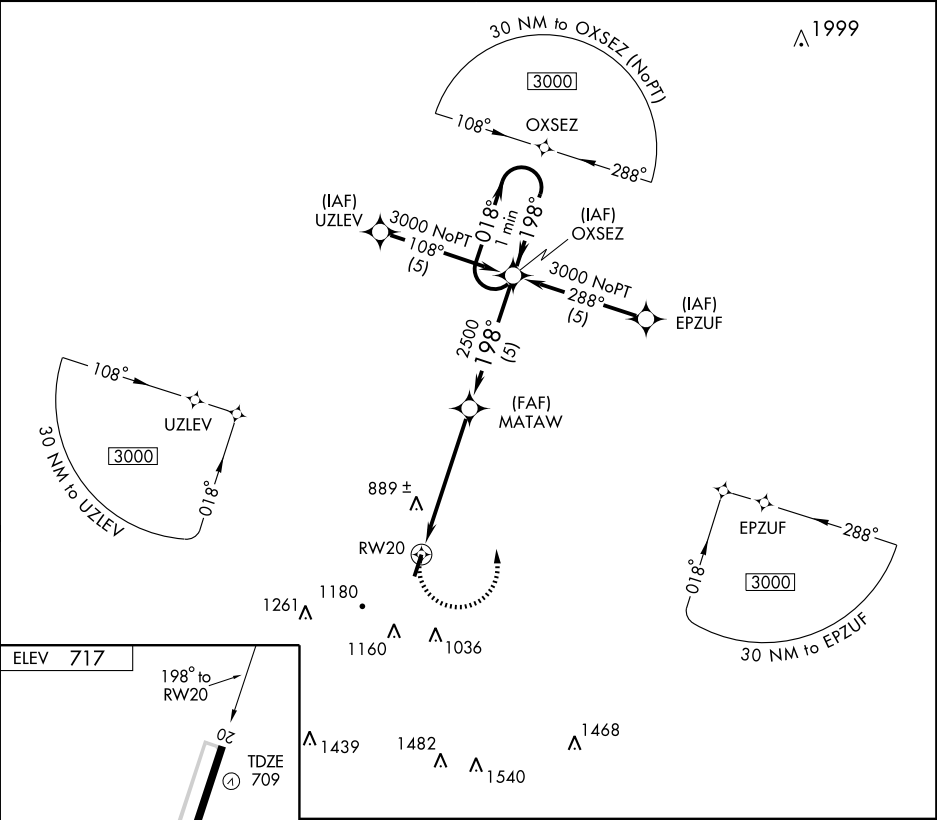 1999
30 NM to OXSEZ (NoPT)
3000
108°
OXSEZ
288°
(IAF)
UZLEV
3000 NoPT
108°
(5)
018°
1 min
198°
(IAF)
OXSEZ
3000 NoPT
288°
(5)
(IAF)
EPZUF
2500
198°
(5)
(FAF)
MATAW
108°
UZLEV
3000
018°
30 NM to UZLEV
889 ±
RW20
EPZUF
288°
018°
3000
30 NM to EPZUF
1261
1180
1160
1036
ELEV 717
198° to
RW20
20
TDZE
709
1439
1482
1540
1468